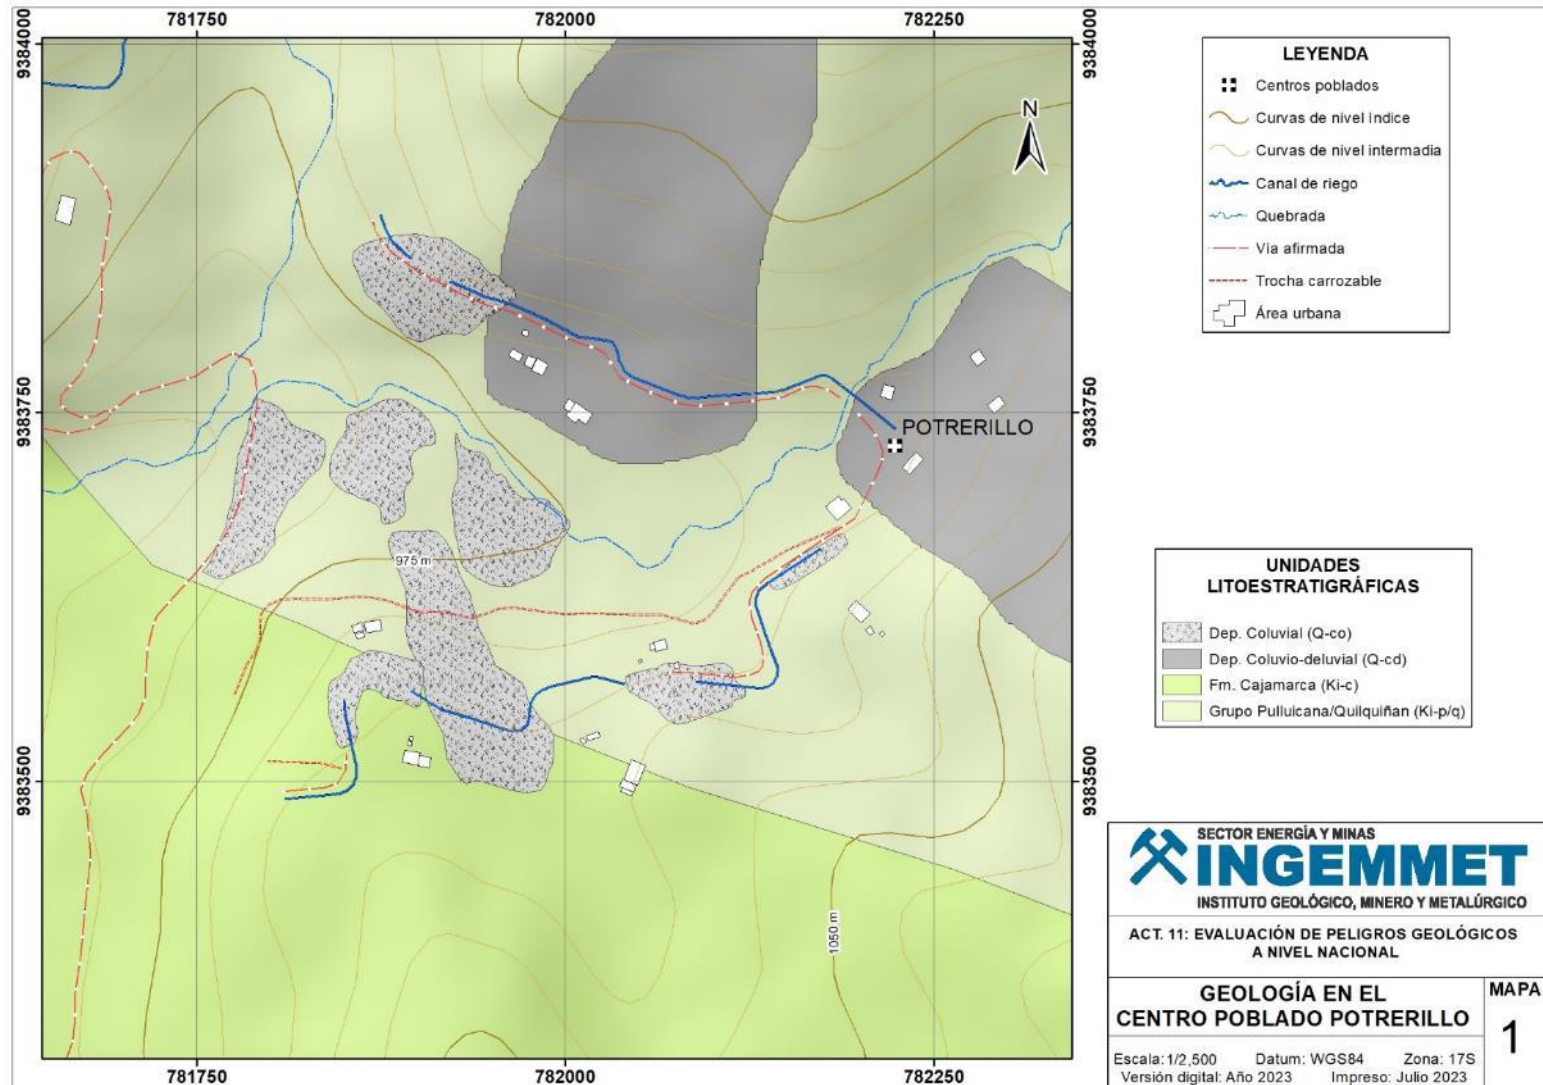 781750
782000
782250
9384000
9384000
N
9383750
9383750
POTRERILLO
975 m
9383500
9383500
1050 m
781750
782000
782250
LEYENDA
Centros poblados
Curvas de nivel indice
Curvas de nivel intermadia
Canal de riego
Quebrada
Via afirmada
Trocha carrozable
Área urbana
UNIDADES
LITOESTRATIGRÁFICAS
Dep. Coluvial (Q-co)
Dep. Coluvio-deluvial (Q-cd)
Fm. Cajamarca (Ki-c)
Grupo Pulluicana/Quilquiñan (Ki-p/q)
SECTOR ENERGÍA Y MINAS
INGEMMET
INSTITUTO GEOLÓGICO, MINERO Y METALÚRGICO
ACT. 11: EVALUACIÓN DE PELIGROS GEOLÓGICOS
A NIVEL NACIONAL
GEOLOGÍA EN EL
CENTRO POBLADO POTRERILLO
MAPA
1
Escala: 1/2,500 Datum: WGS84 Zona: 17S
Versión digital: Año 2023 Impreso: Julio 2023